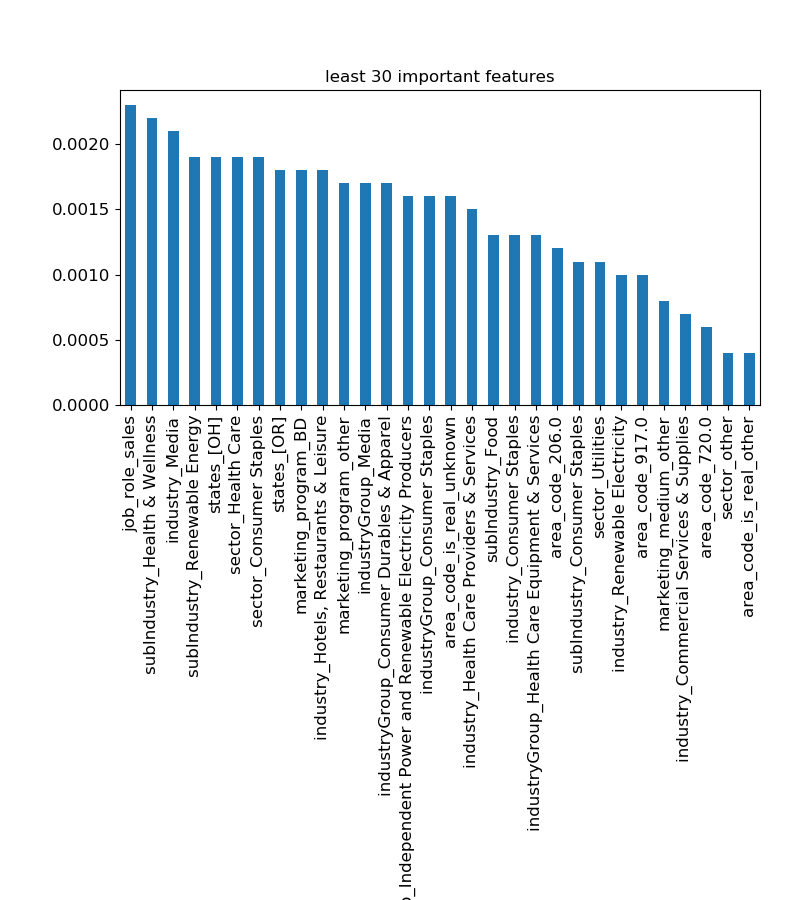 least 30 important features
0.0020
0.0015
0.0010
0.0005
0.0000
job_role_sales
subIndustry_Health & Wellness
industry_Media
subIndustry_Renewable Energy
states_[OH]
sector_Health Care
sector_Consumer Staples
states_[OR]
marketing_program_BD
industry_Hotels, Restaurants & Leisure
marketing_program_other
industryGroup_Media
industryGroup_Consumer Durables & Apparel
p_Independent Power and Renewable Electricity Producers
industryGroup_Consumer Staples
area_code_is_real_unknown
industry_Health Care Providers & Services
subIndustry_Food
industry_Consumer Staples
industryGroup_Health Care Equipment & Services
area_code_206.0
subIndustry_Consumer Staples
sector_Utilities
industry_Renewable Electricity
area_code_917.0
marketing_medium_other
industry_Commercial Services & Supplies
area_code_720.0
sector_other
area_code_is_real_other